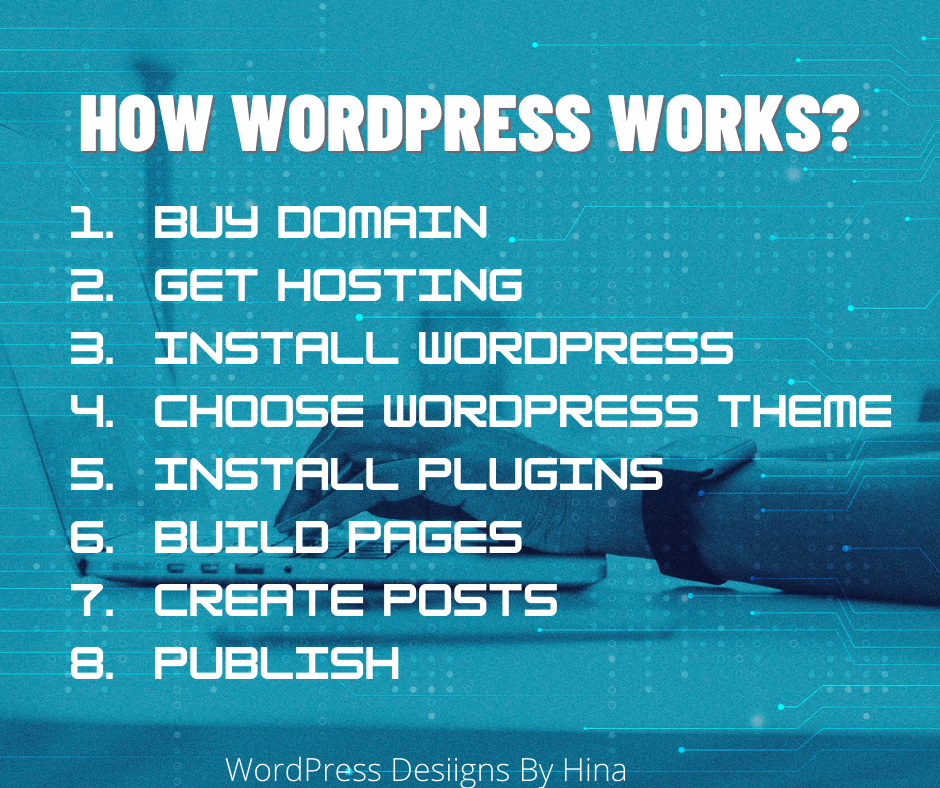 HOW WORDPRESS WORKS?
1. BUY DOMAIN
2. GET HOSTING
3. INSTALL WORDPRESS
4. CHOOSE WORDPRESS THEME
5. INSTALL PLUGINS
6. BUILD PAGES
7. CREATE POSTS
8. PUBLISH
WordPress Desiigns By Hina